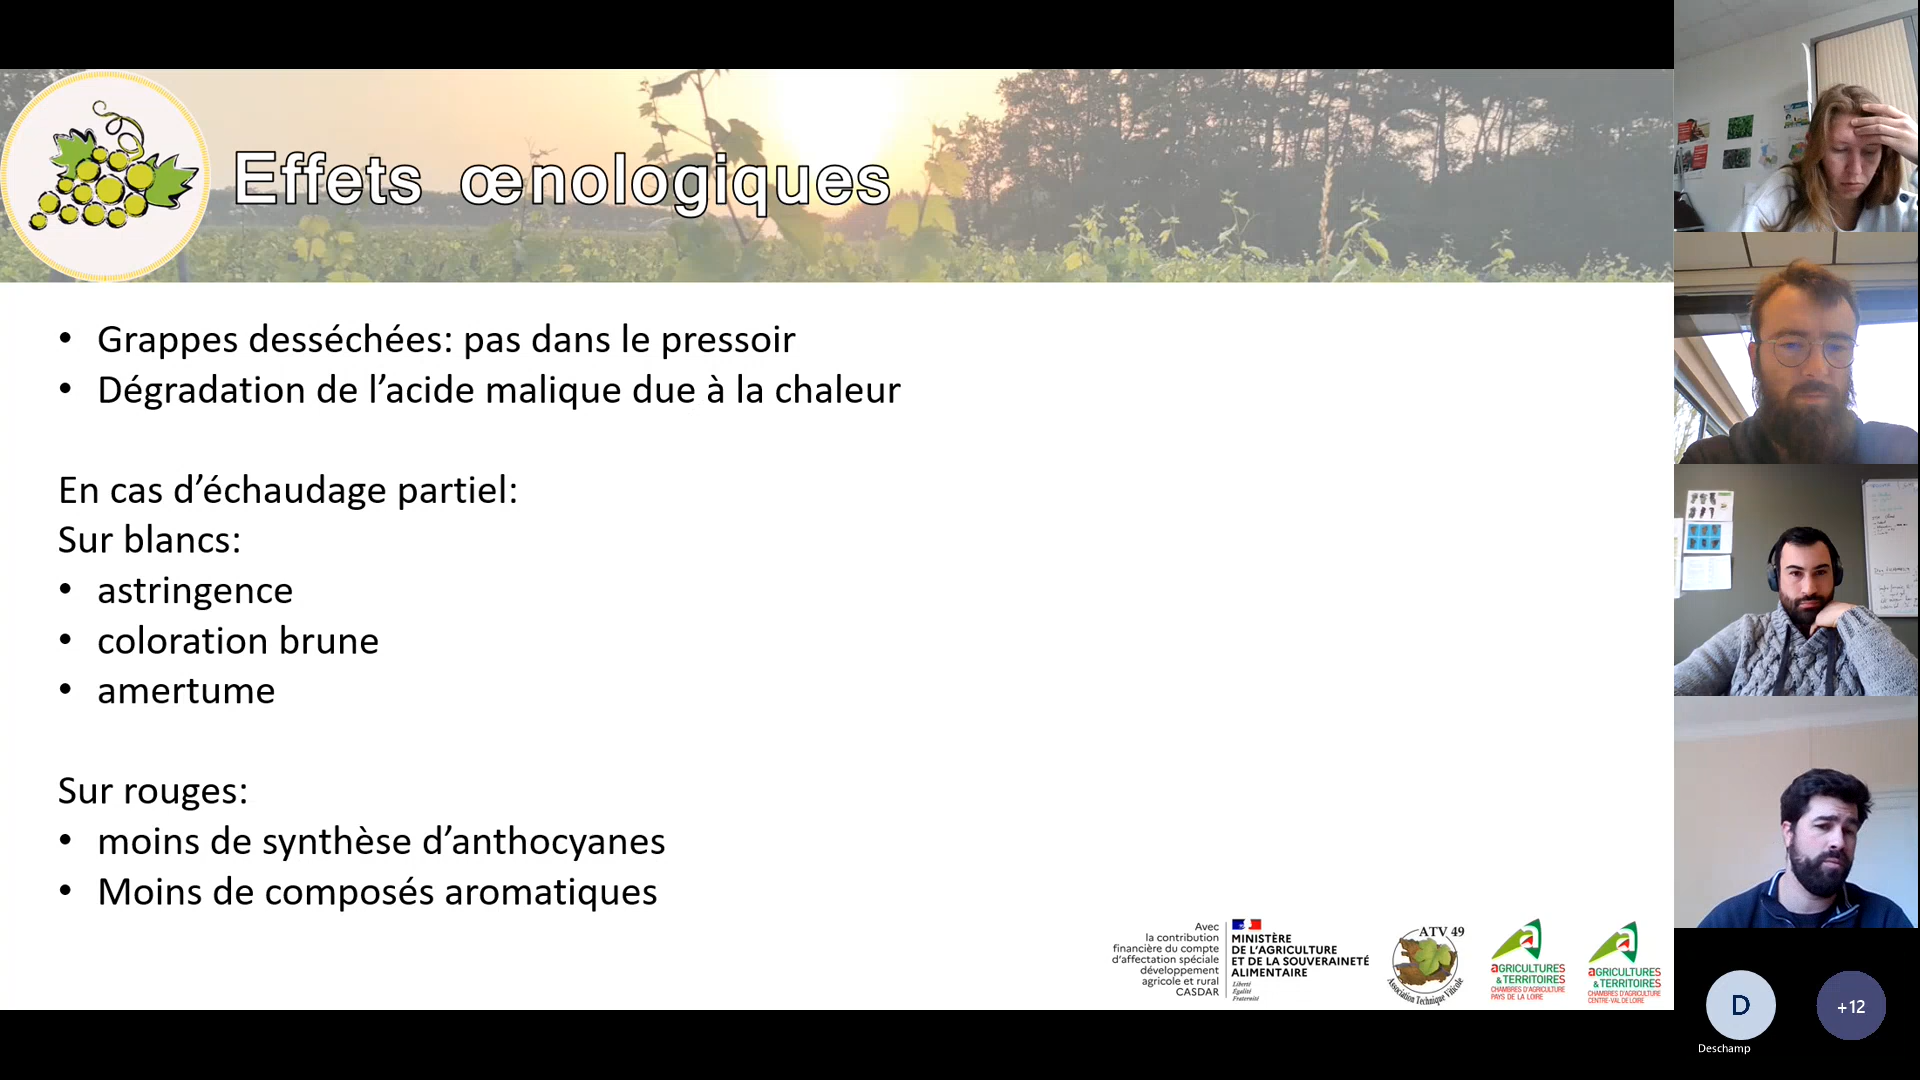 Effets œnologiques
• Grappes desséchées: pas dans le pressoir
• Dégradation de l’acide malique due à la chaleur
En cas d’échaudage partiel:
Sur blancs:
• astringence
• coloration brune
• amertume
Sur rouges:
• moins de synthèse d’anthocyanes
• Moins de composés aromatiques
Avec
la contribution
financière du compte
d’affectation spéciale
développement
agricole et rural
CASDAR
MINISTÈRE
DE L’AGRICULTURE
ET DE LA SOUVERAINETÉ
ALIMENTAIRE
Liberté
Égalité
Fraternité
ATV 49
Association Technique Viticole
AGRICULTURES
& TERRITOIRES
CHAMBRES D’AGRICULTURE
PAYS DE LA LOIRE
AGRICULTURES
& TERRITOIRES
CHAMBRES D’AGRICULTURE
CENTRE-VAL DE LOIRE
D
Deschamp
+12